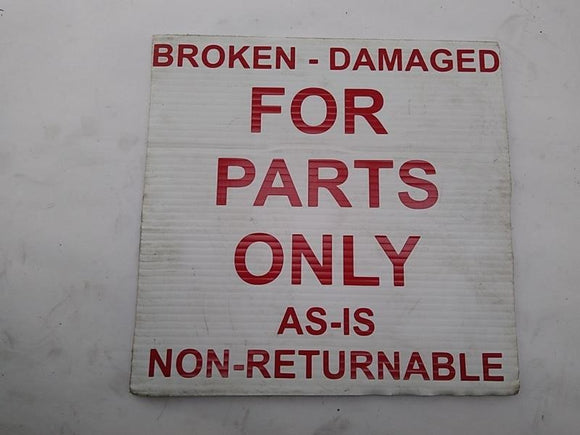 BROKEN - DAMAGED
FOR
PARTS
ONLY
AS-IS
NON-RETURNABLE